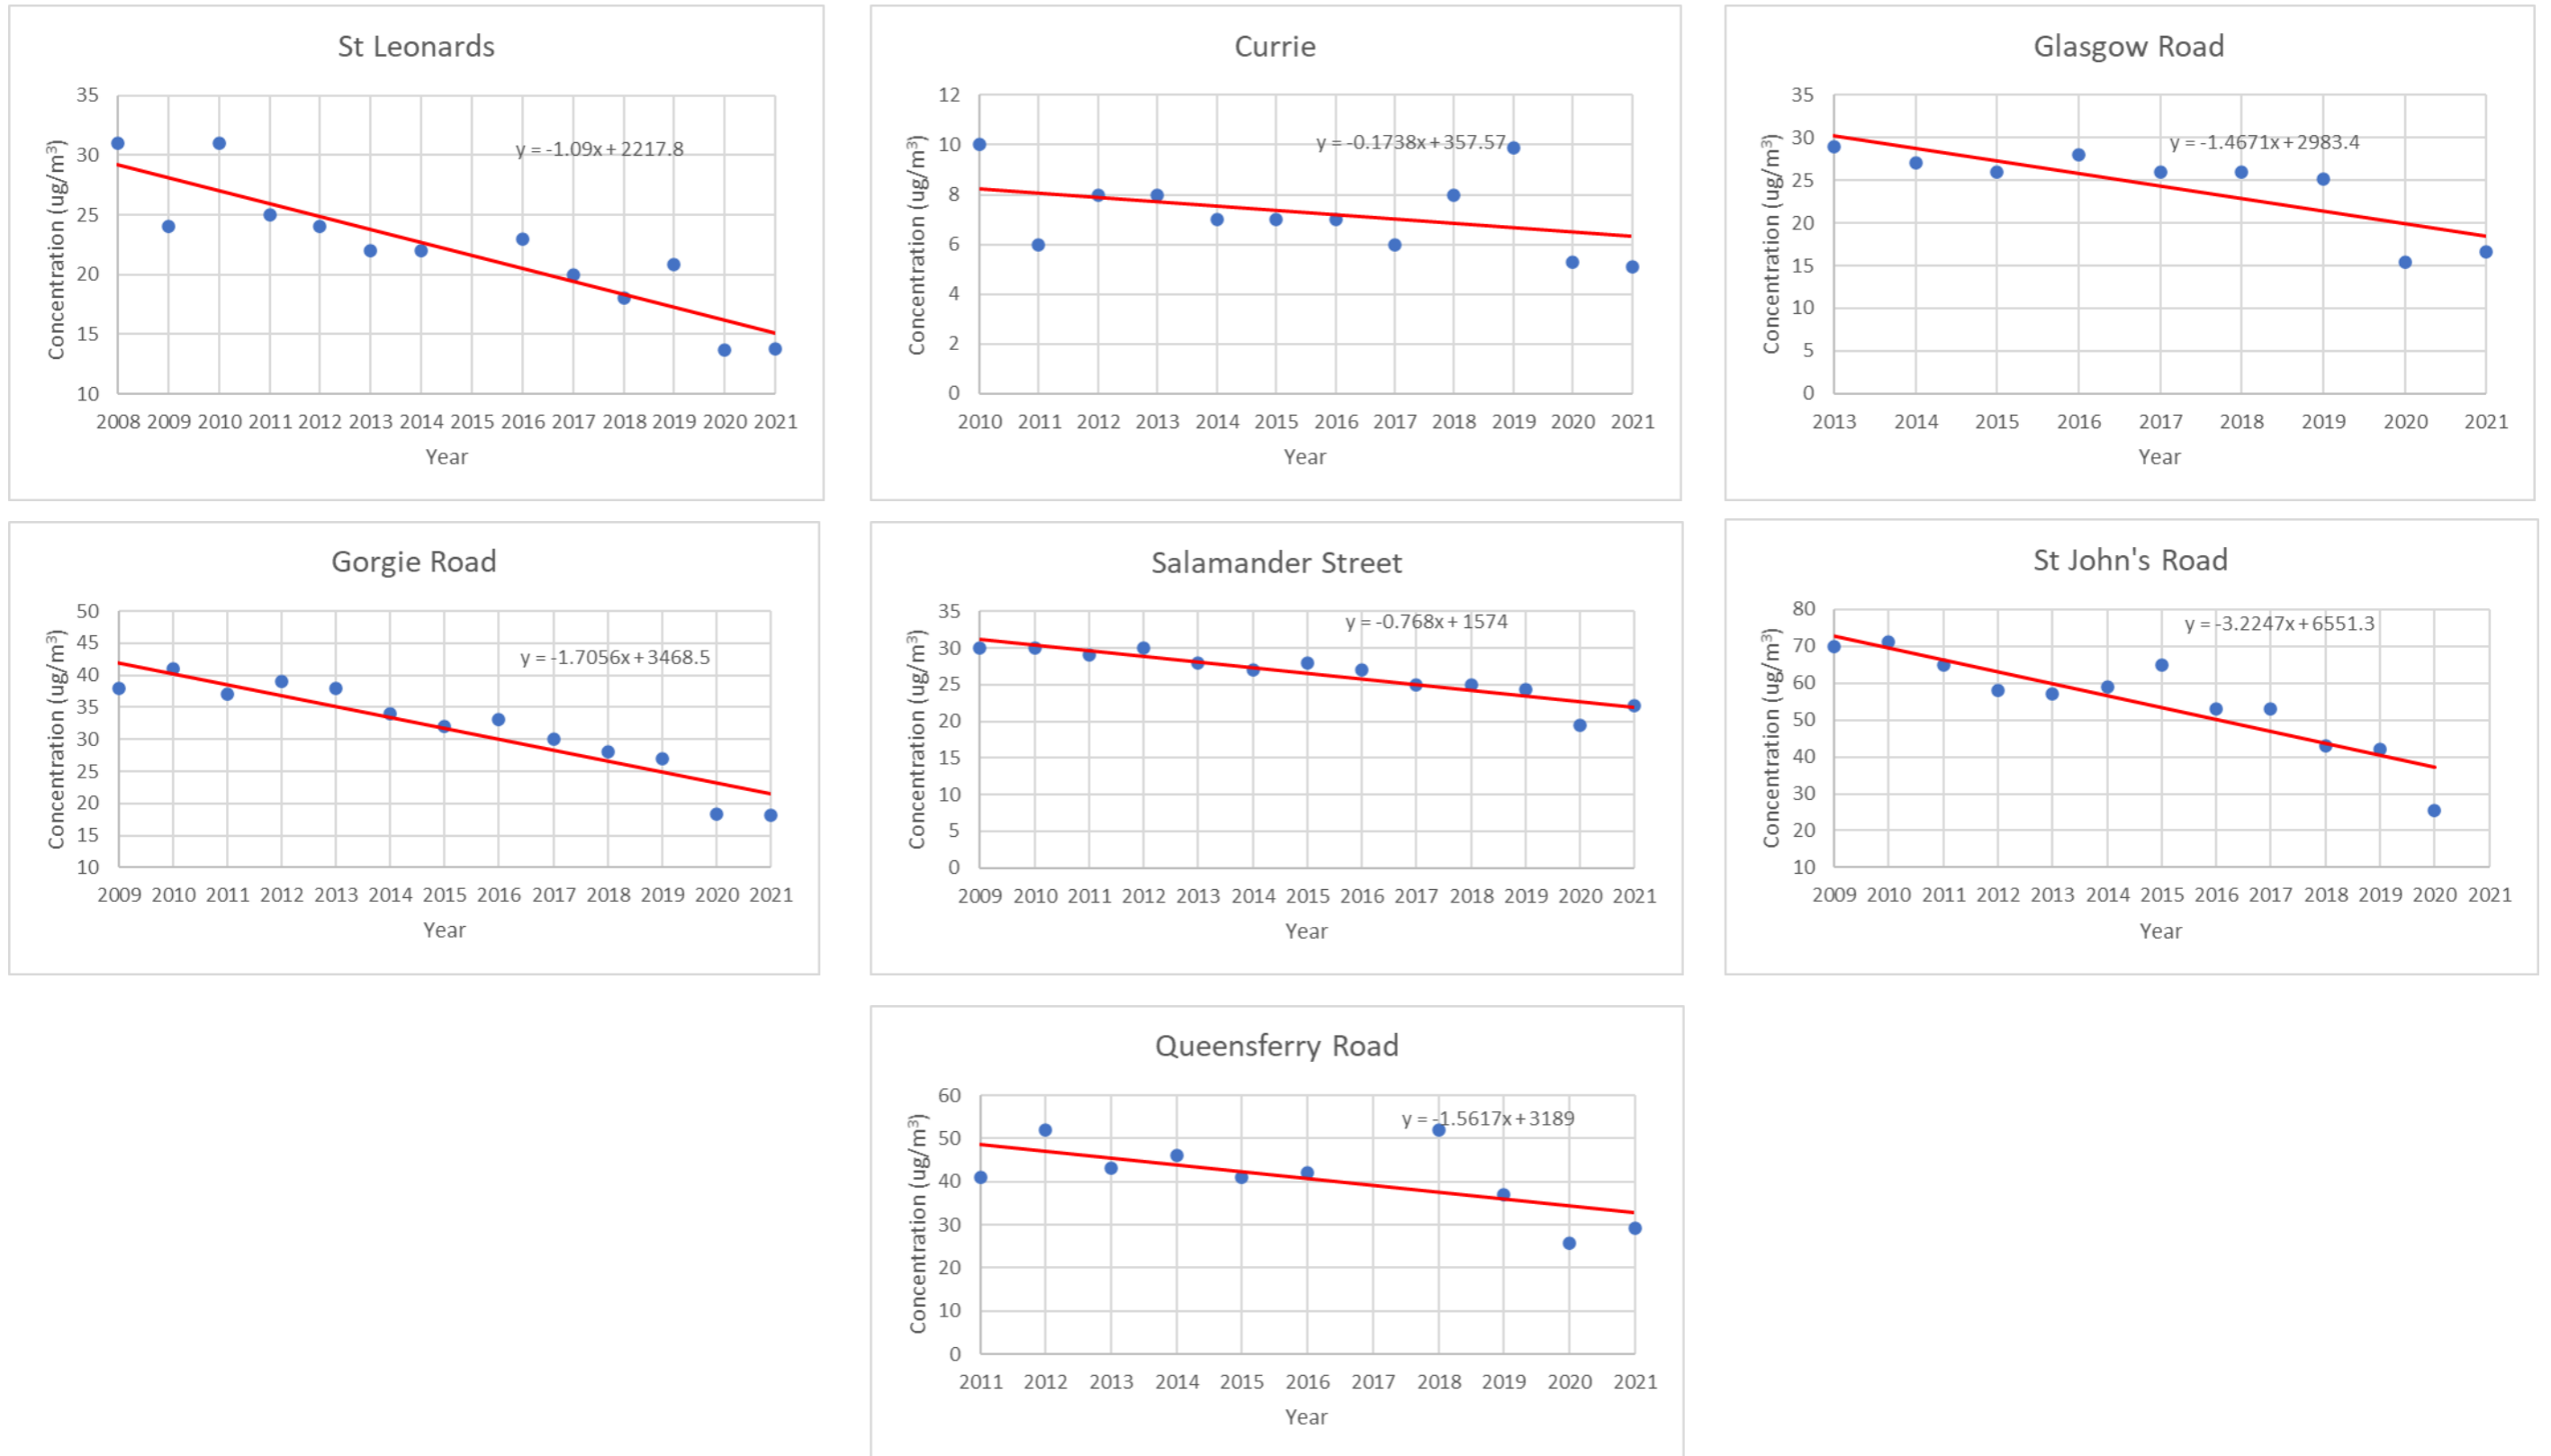 St Leonards
Concentration (ug/m³)
35
30
25
20
15
10
y = -1.09x + 2217.8
2008 2009 2010 2011 2012 2013 2014 2015 2016 2017 2018 2019 2020 2021
Year
Currie
Concentration (ug/m³)
12
10
8
6
4
2
0
y = -0.1738x + 357.57
2010 2011 2012 2013 2014 2015 2016 2017 2018 2019 2020 2021
Year
Glasgow Road
Concentration (ug/m³)
35
30
25
20
15
10
5
0
y = -1.4671x + 2983.4
2013 2014 2015 2016 2017 2018 2019 2020 2021
Year
Gorgie Road
Concentration (ug/m³)
50
45
40
35
30
25
20
15
10
y = -1.7056x + 3468.5
2009 2010 2011 2012 2013 2014 2015 2016 2017 2018 2019 2020 2021
Year
Salamander Street
Concentration (ug/m³)
35
30
25
20
15
10
5
0
y = -0.768x + 1574
2009 2010 2011 2012 2013 2014 2015 2016 2017 2018 2019 2020 2021
Year
St John's Road
Concentration (ug/m³)
80
70
60
50
40
30
20
10
y = -3.2247x + 6551.3
2009 2010 2011 2012 2013 2014 2015 2016 2017 2018 2019 2020 2021
Year
Queensferry Road
Concentration (ug/m³)
60
50
40
30
20
10
0
y = -1.5617x + 3189
2011 2012 2013 2014 2015 2016 2017 2018 2019 2020 2021
Year